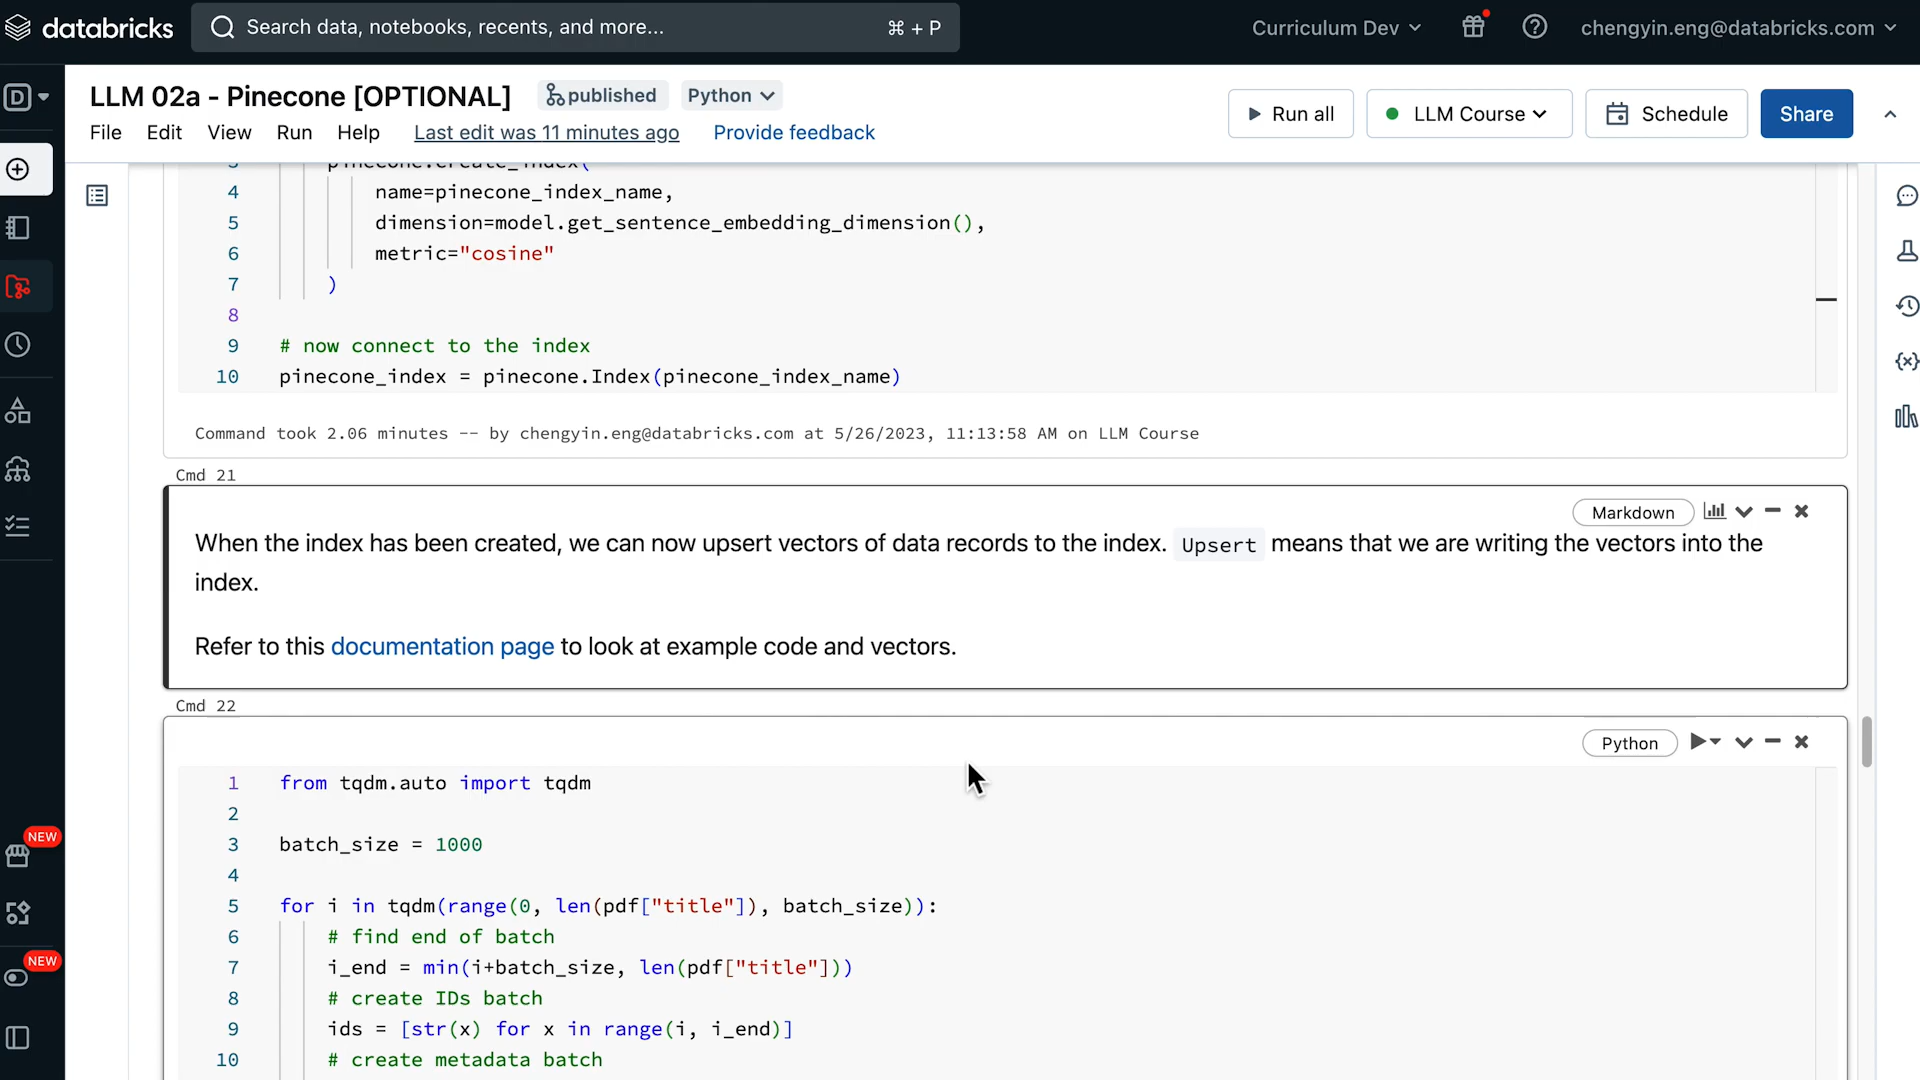 databricks
Search data, notebooks, recents, and more...
⌘ + P
Curriculum Dev
chengyin.eng@databricks.com
D
LLM 02a - Pinecone [OPTIONAL]
published
Python
File Edit View Run Help Last edit was 11 minutes ago Provide feedback
Run all
LLM Course
Schedule
Share
3 pinecone.create_index(
4 name=pinecone_index_name,
5 dimension=model.get_sentence_embedding_dimension(),
6 metric="cosine"
7 )
8
9 # now connect to the index
10 pinecone_index = pinecone.Index(pinecone_index_name)
Command took 2.06 minutes -- by chengyin.eng@databricks.com at 5/26/2023, 11:13:58 AM on LLM Course
Cmd 21
Markdown
When the index has been created, we can now upsert vectors of data records to the index. Upsert means that we are writing the vectors into the
index.
Refer to this documentation page to look at example code and vectors.
Cmd 22
Python
1 from tqdm.auto import tqdm
2
3 batch_size = 1000
4
5 for i in tqdm(range(0, len(pdf["title"]), batch_size)):
6 # find end of batch
7 i_end = min(i+batch_size, len(pdf["title"]))
8 # create IDs batch
9 ids = [str(x) for x in range(i, i_end)]
10 # create metadata batch
NEW
NEW